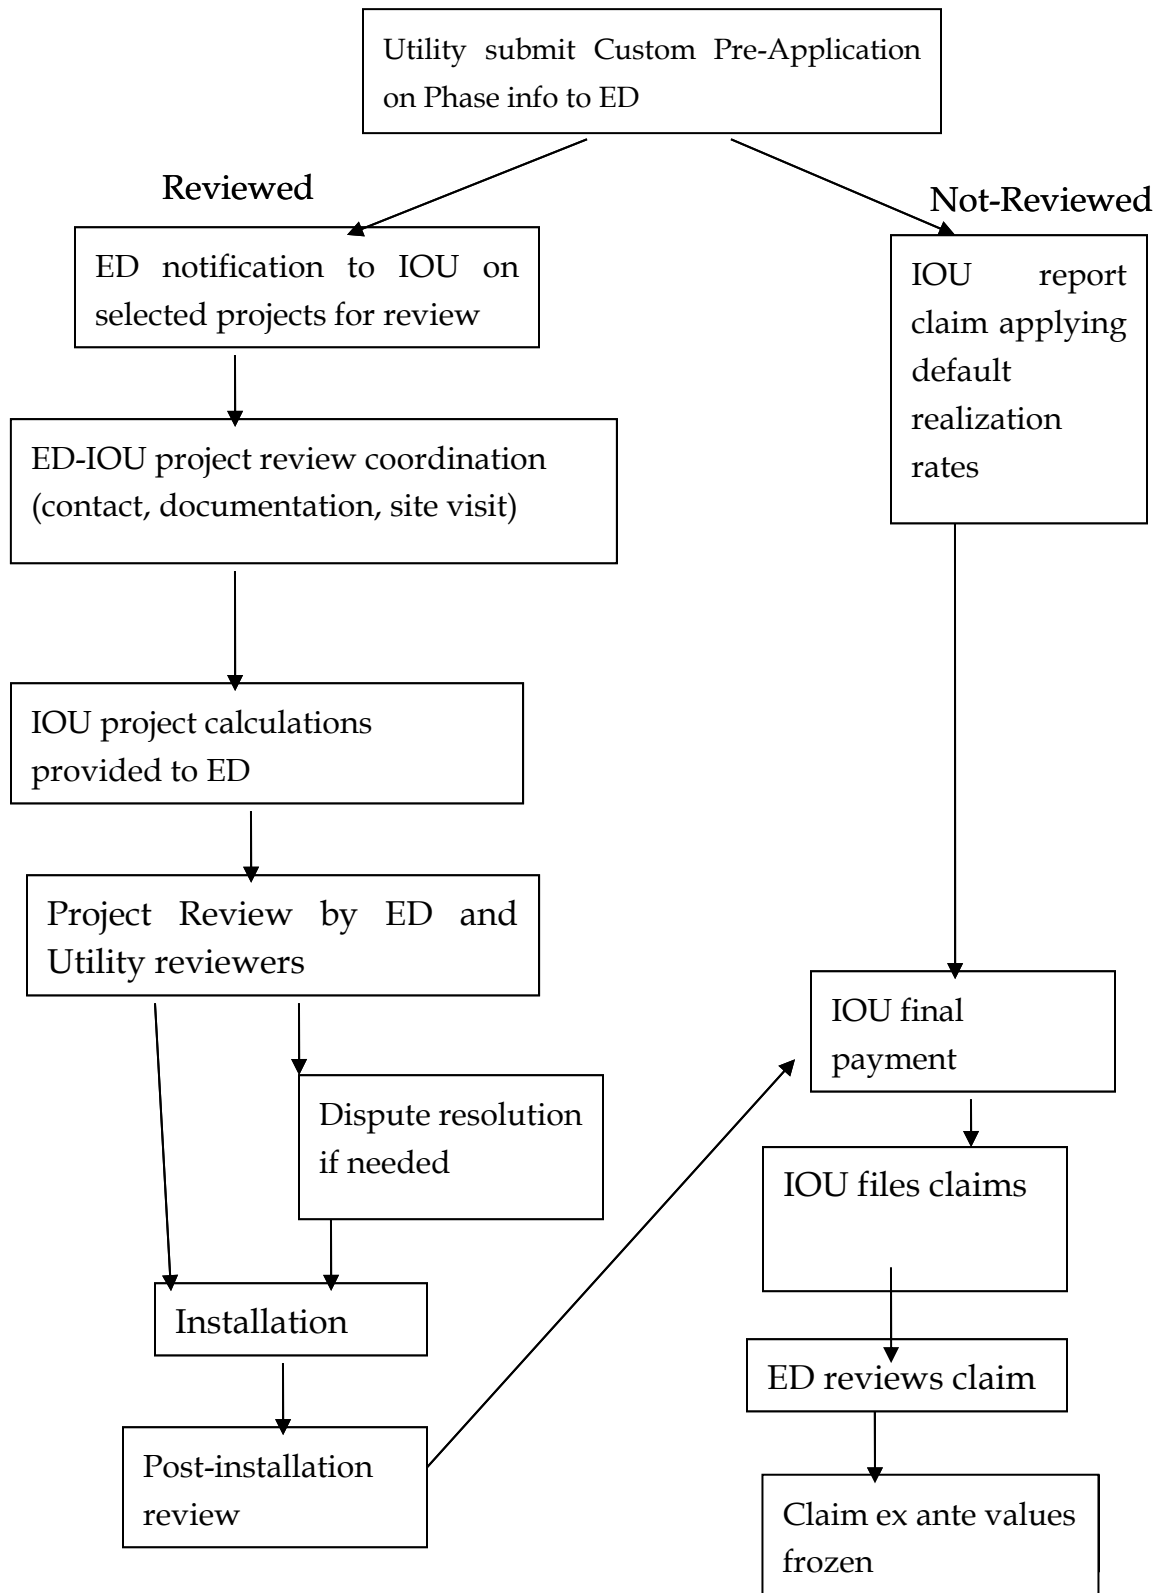 Utility submit Custom Pre-Application
on Phase info to ED
Reviewed
Not-Reviewed
ED notification to IOU on
selected projects for review
IOU report
claim applying
default
realization
rates
ED-IOU project review coordination
(contact, documentation, site visit)
IOU project calculations
provided to ED
Project Review by ED and
Utility reviewers
Dispute resolution
if needed
Installation
Post-installation
review
IOU final
payment
IOU files claims
ED reviews claim
Claim ex ante values
frozen